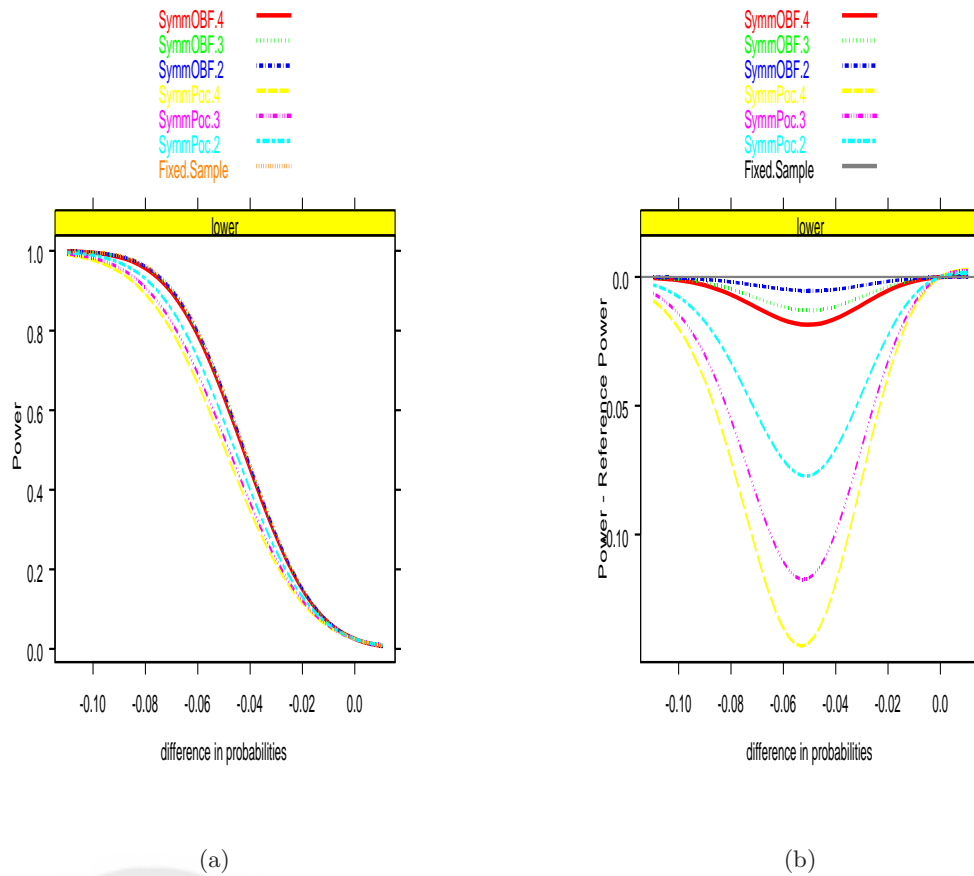 SymmOBF.4
SymmOBF.3
SymmOBF.2
SymmPoc.4
SymmPoc.3
SymmPoc.2
Fixed.Sample
lower
1.0
0.8
0.6
0.4
0.2
0.0
Power
-0.10 -0.08 -0.06 -0.04 -0.02 0.0
difference in probabilities
(a)
SymmOBF.4
SymmOBF.3
SymmOBF.2
SymmPoc.4
SymmPoc.3
SymmPoc.2
Fixed.Sample
lower
0.0
-0.05
-0.10
Power - Reference Power
-0.10 -0.08 -0.06 -0.04 -0.02 0.0
difference in probabilities
(b)